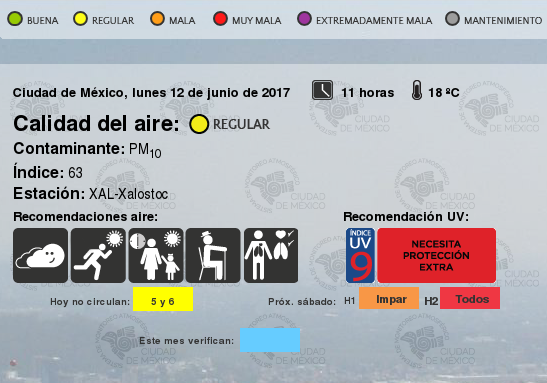 BUENA REGULAR MALA MUY MALA EXTREMADAMENTE MALA MANTENIMIENTO
Ciudad de México, lunes 12 de junio de 2017 11 horas 18 ºC
Calidad del aire: REGULAR
Contaminante: PM10
Índice: 63
Estación: XAL-Xalostoc
Recomendaciones aire: Recomendación UV:
ÍNDICE UV 9
NECESITA PROTECCIÓN EXTRA
Hoy no circulan: 5 y 6 Próx. sábado: H1 Impar H2 Todos
Este mes verifican: